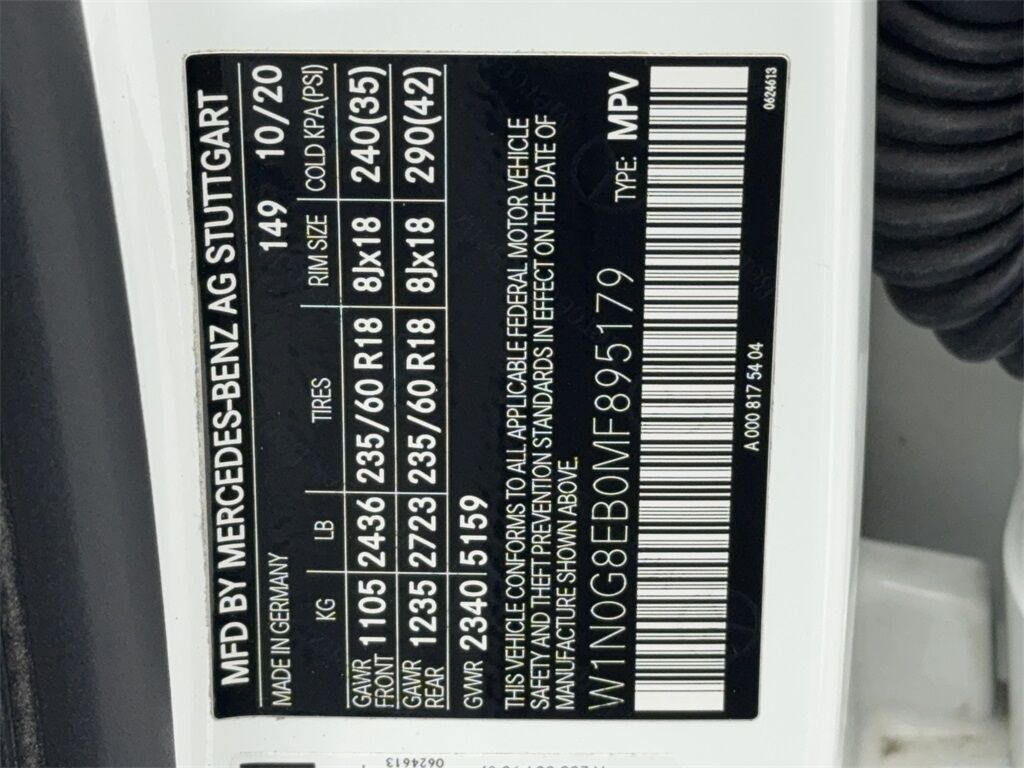 MFD BY MERCEDES-BENZ AG STUTTGART
MADE IN GERMANY 149 10/20
KG LB TIRES RIM SIZE COLD KPA(PSI)
GAWR FRONT 1105 2436 235/60 R18 8Jx18 240(35)
GAWR REAR 1235 2723 235/60 R18 8Jx18 290(42)
GVWR 2340 5159
THIS VEHICLE CONFORMS TO ALL APPLICABLE FEDERAL MOTOR VEHICLE
SAFETY AND THEFT PREVENTION STANDARDS IN EFFECT ON THE DATE OF
MANUFACTURE SHOWN ABOVE.
W1N0G8EB0MF895179 TYPE: MPV
A 000 817 54 04 0624613
0624613